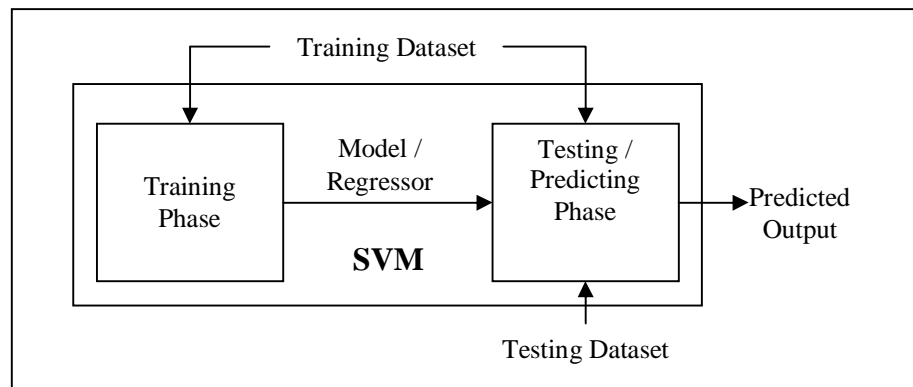 Training Dataset
Training
Phase
Model /
Regressor
SVM
Testing /
Predicting
Phase
Predicted
Output
Testing Dataset